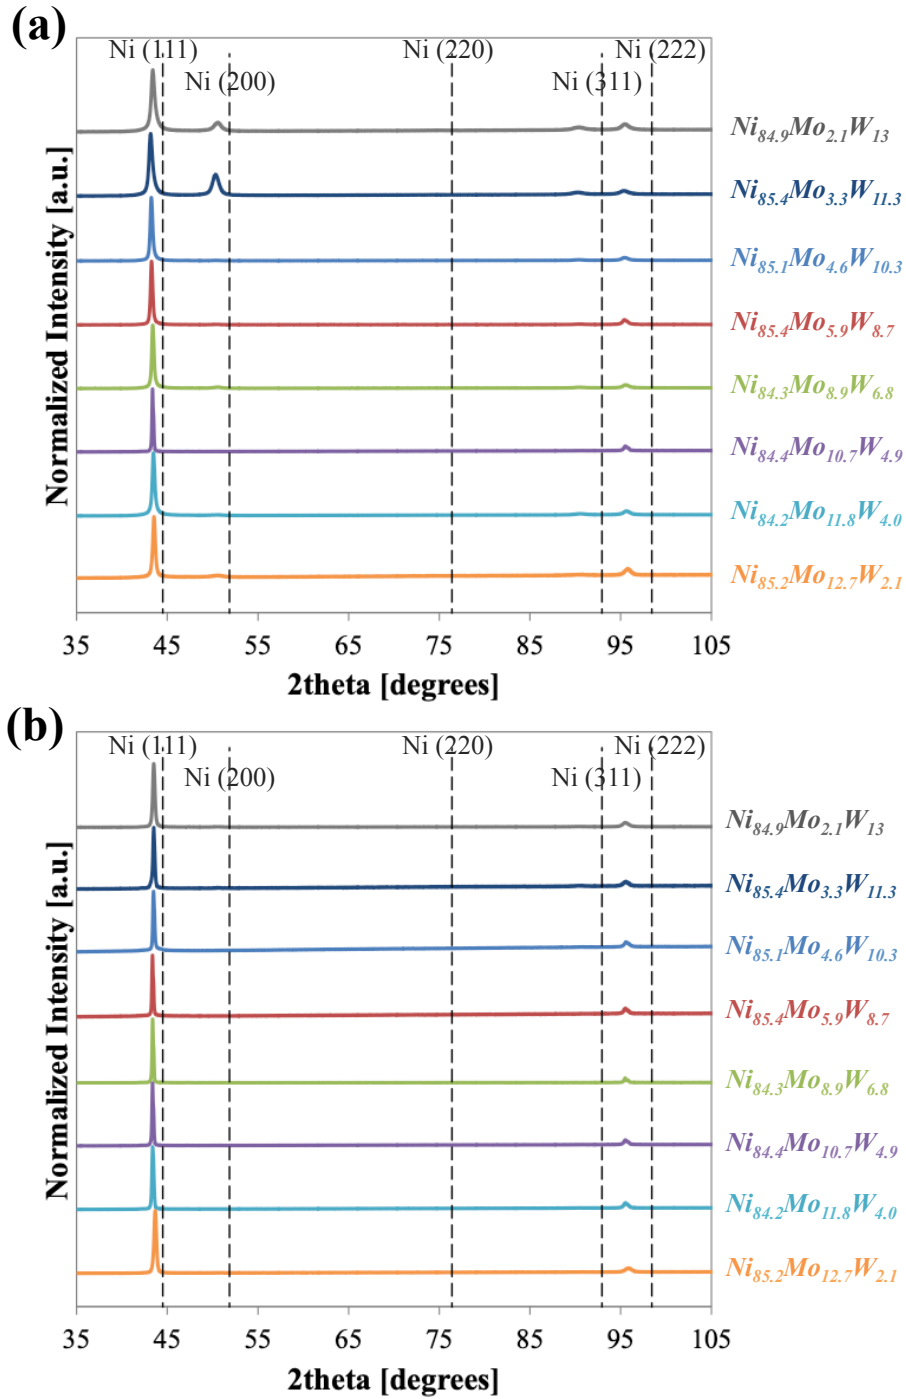 (a)
Ni (111)
Ni (220)
Ni (222)
Ni (200)
Ni (311)
Ni84.9Mo2.1W13
Ni85.4Mo3.3W11.3
Ni85.1Mo4.6W10.3
Ni85.4Mo5.9W8.7
Ni84.3Mo8.9W6.8
Ni84.4Mo10.7W4.9
Ni84.2Mo11.8W4.0
Ni85.2Mo12.7W2.1
Normalized Intensity [a.u.]
35 45 55 65 75 85 95 105
2theta [degrees]
(b)
Ni (111)
Ni (220)
Ni (222)
Ni (200)
Ni (311)
Ni84.9Mo2.1W13
Ni85.4Mo3.3W11.3
Ni85.1Mo4.6W10.3
Ni85.4Mo5.9W8.7
Ni84.3Mo8.9W6.8
Ni84.4Mo10.7W4.9
Ni84.2Mo11.8W4.0
Ni85.2Mo12.7W2.1
Normalized Intensity [a.u.]
35 45 55 65 75 85 95 105
2theta [degrees]